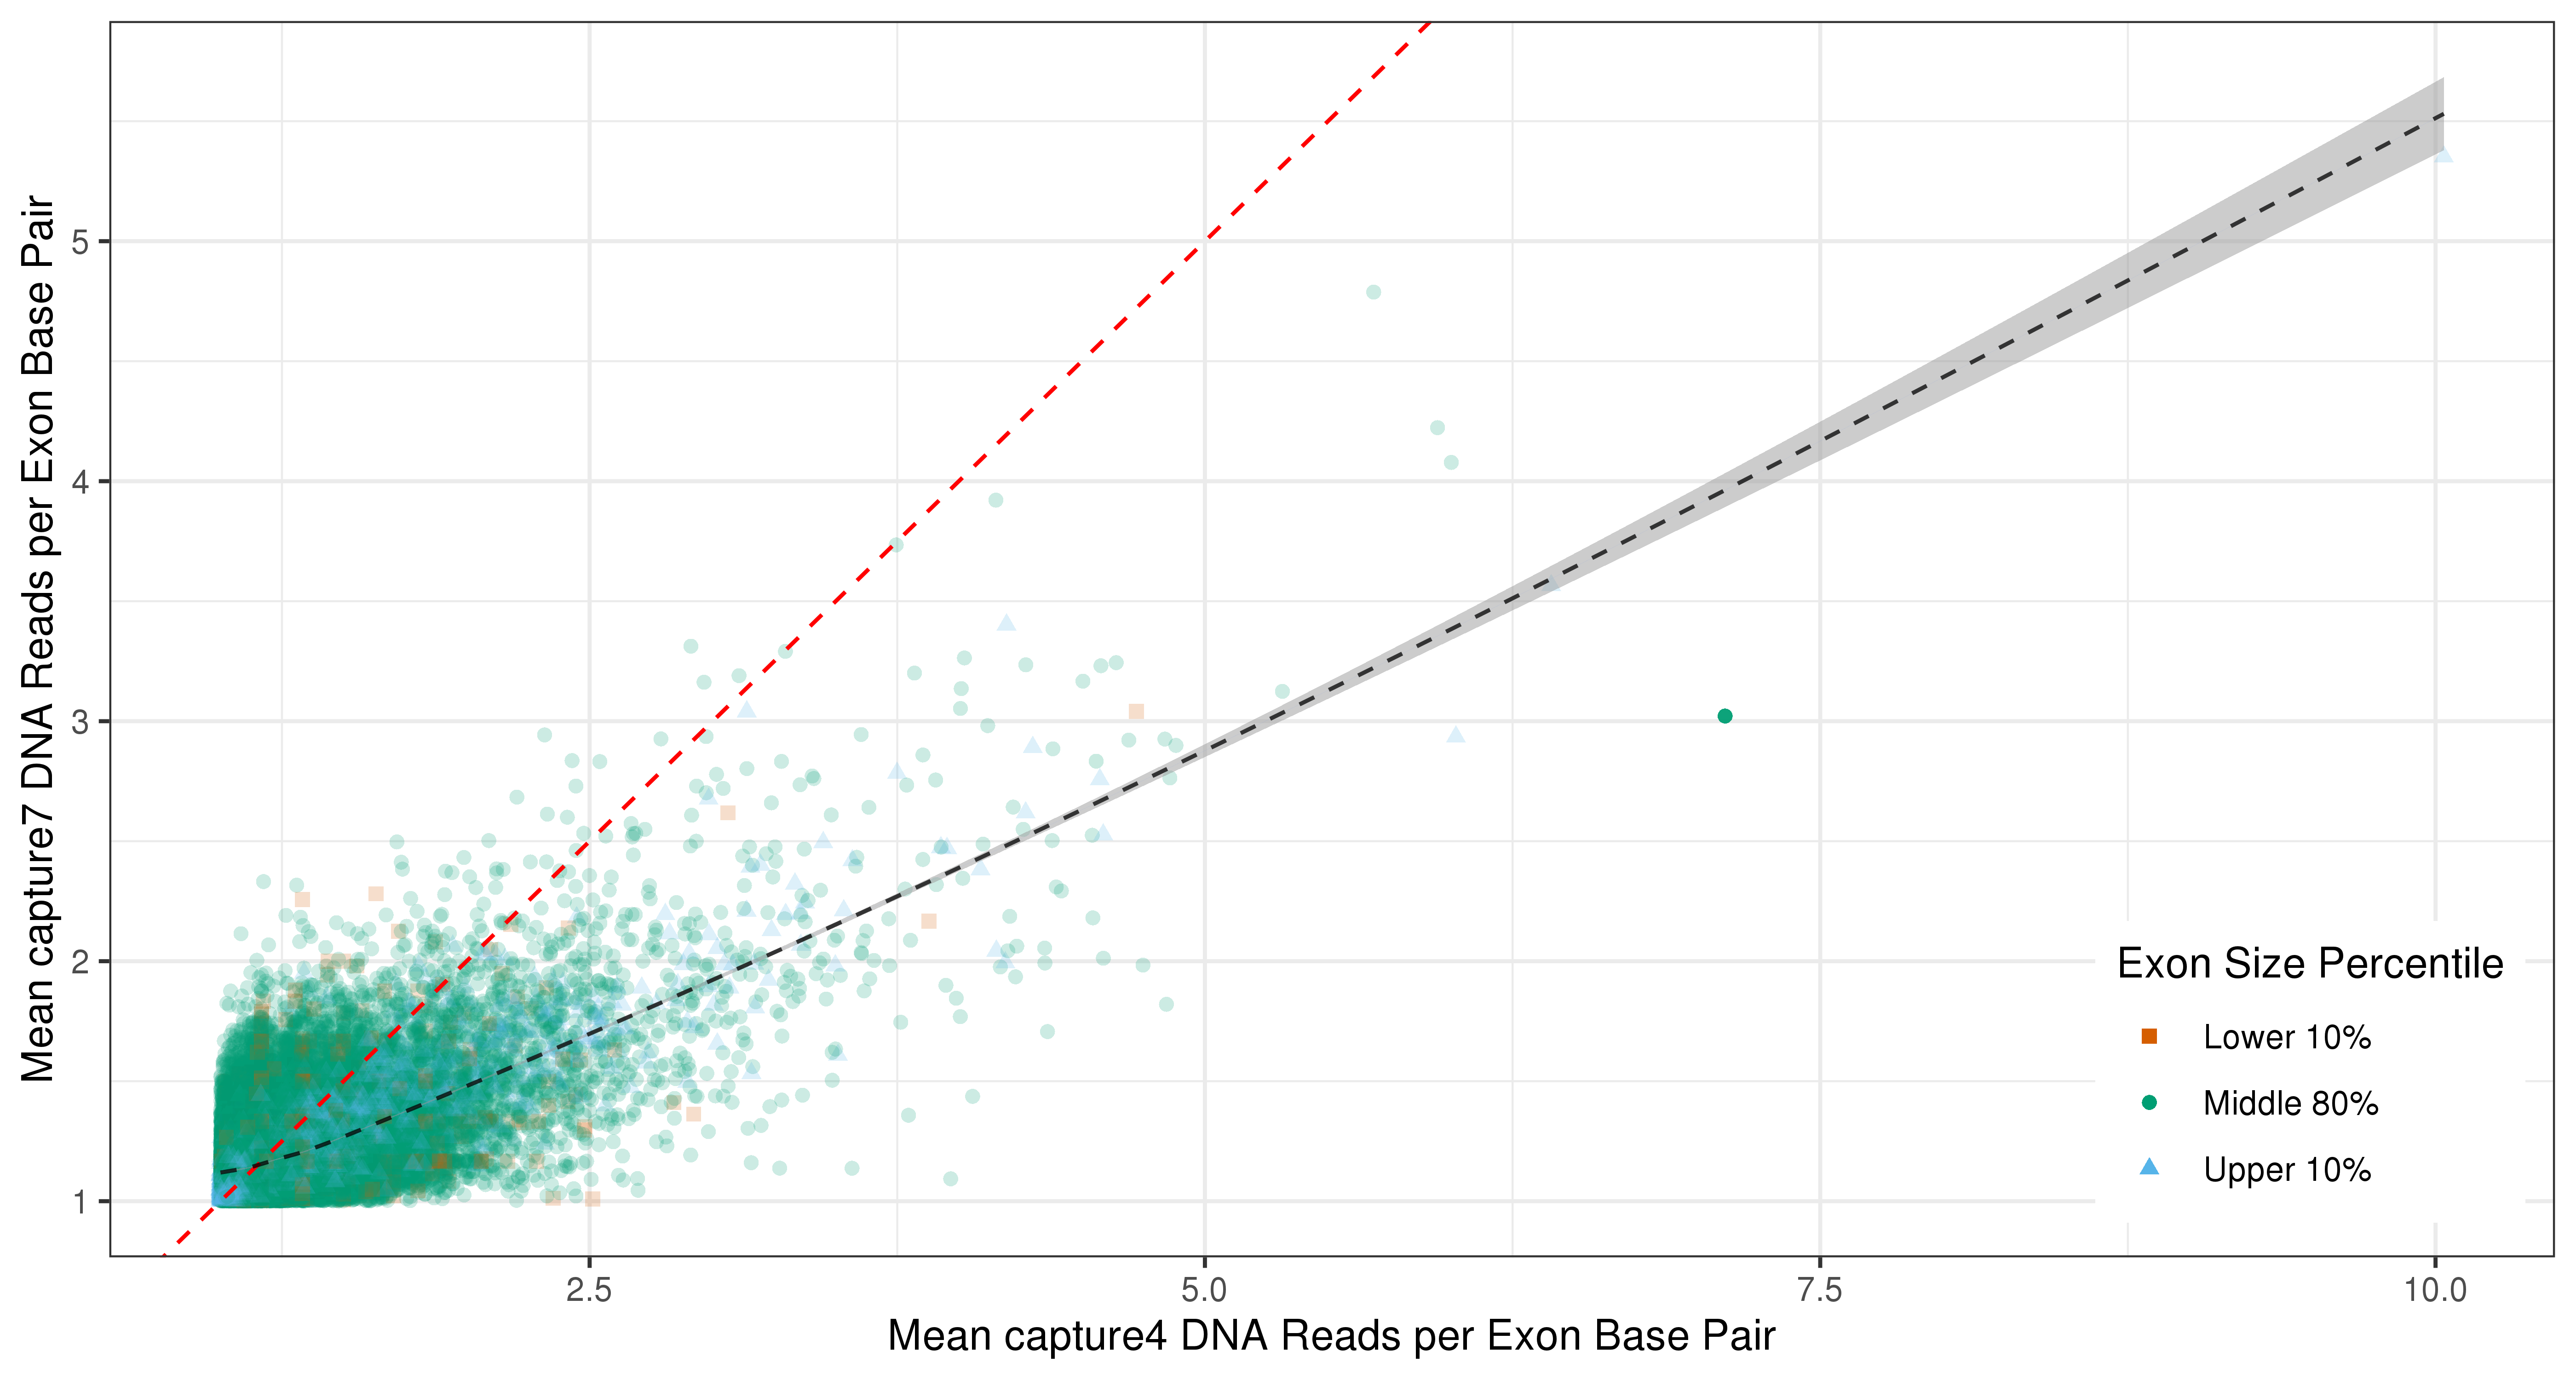 Mean capture7 DNA Reads per Exon Base Pair
5
4
3
2
1
2.5
5.0
7.5
10.0
Mean capture4 DNA Reads per Exon Base Pair
Exon Size Percentile
Lower 10%
Middle 80%
Upper 10%